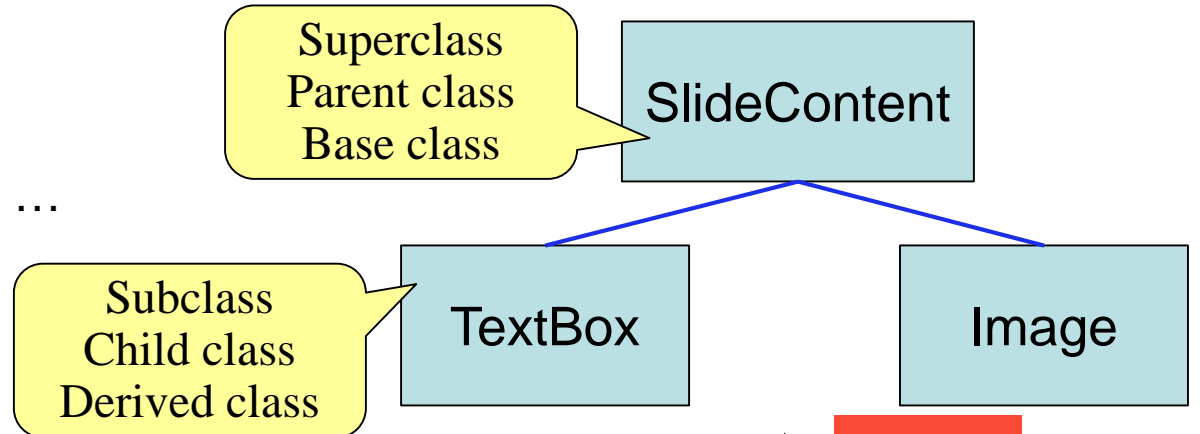 Superclass
Parent class
Base class
SlideContent
…
Subclass
Child class
Derived class
TextBox
Image